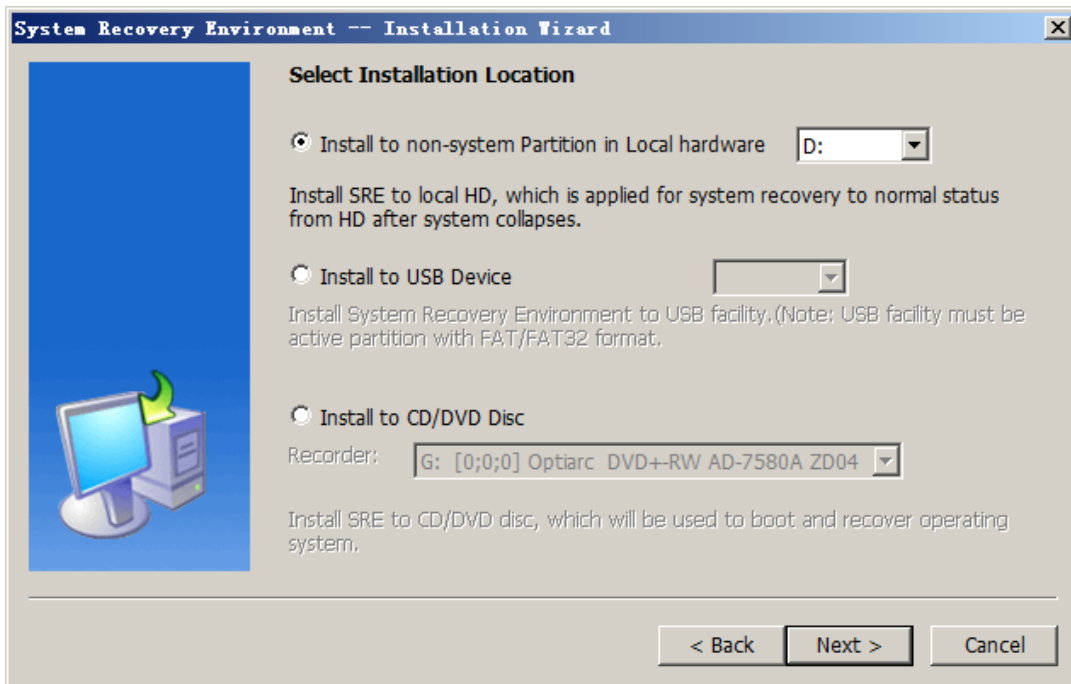 System Recovery Environment -- Installation Wizard
Select Installation Location
Install to non-system Partition in Local hardware D:
Install SRE to local HD, which is applied for system recovery to normal status
from HD after system collapses.
Install to USB Device
Install System Recovery Environment to USB facility.(Note: USB facility must be
active partition with FAT/FAT32 format.
Install to CD/DVD Disc
Recorder: G: [0;0;0] Optiarc DVD+-RW AD-7580A ZD04
Install SRE to CD/DVD disc, which will be used to boot and recover operating
system.
< Back Next > Cancel